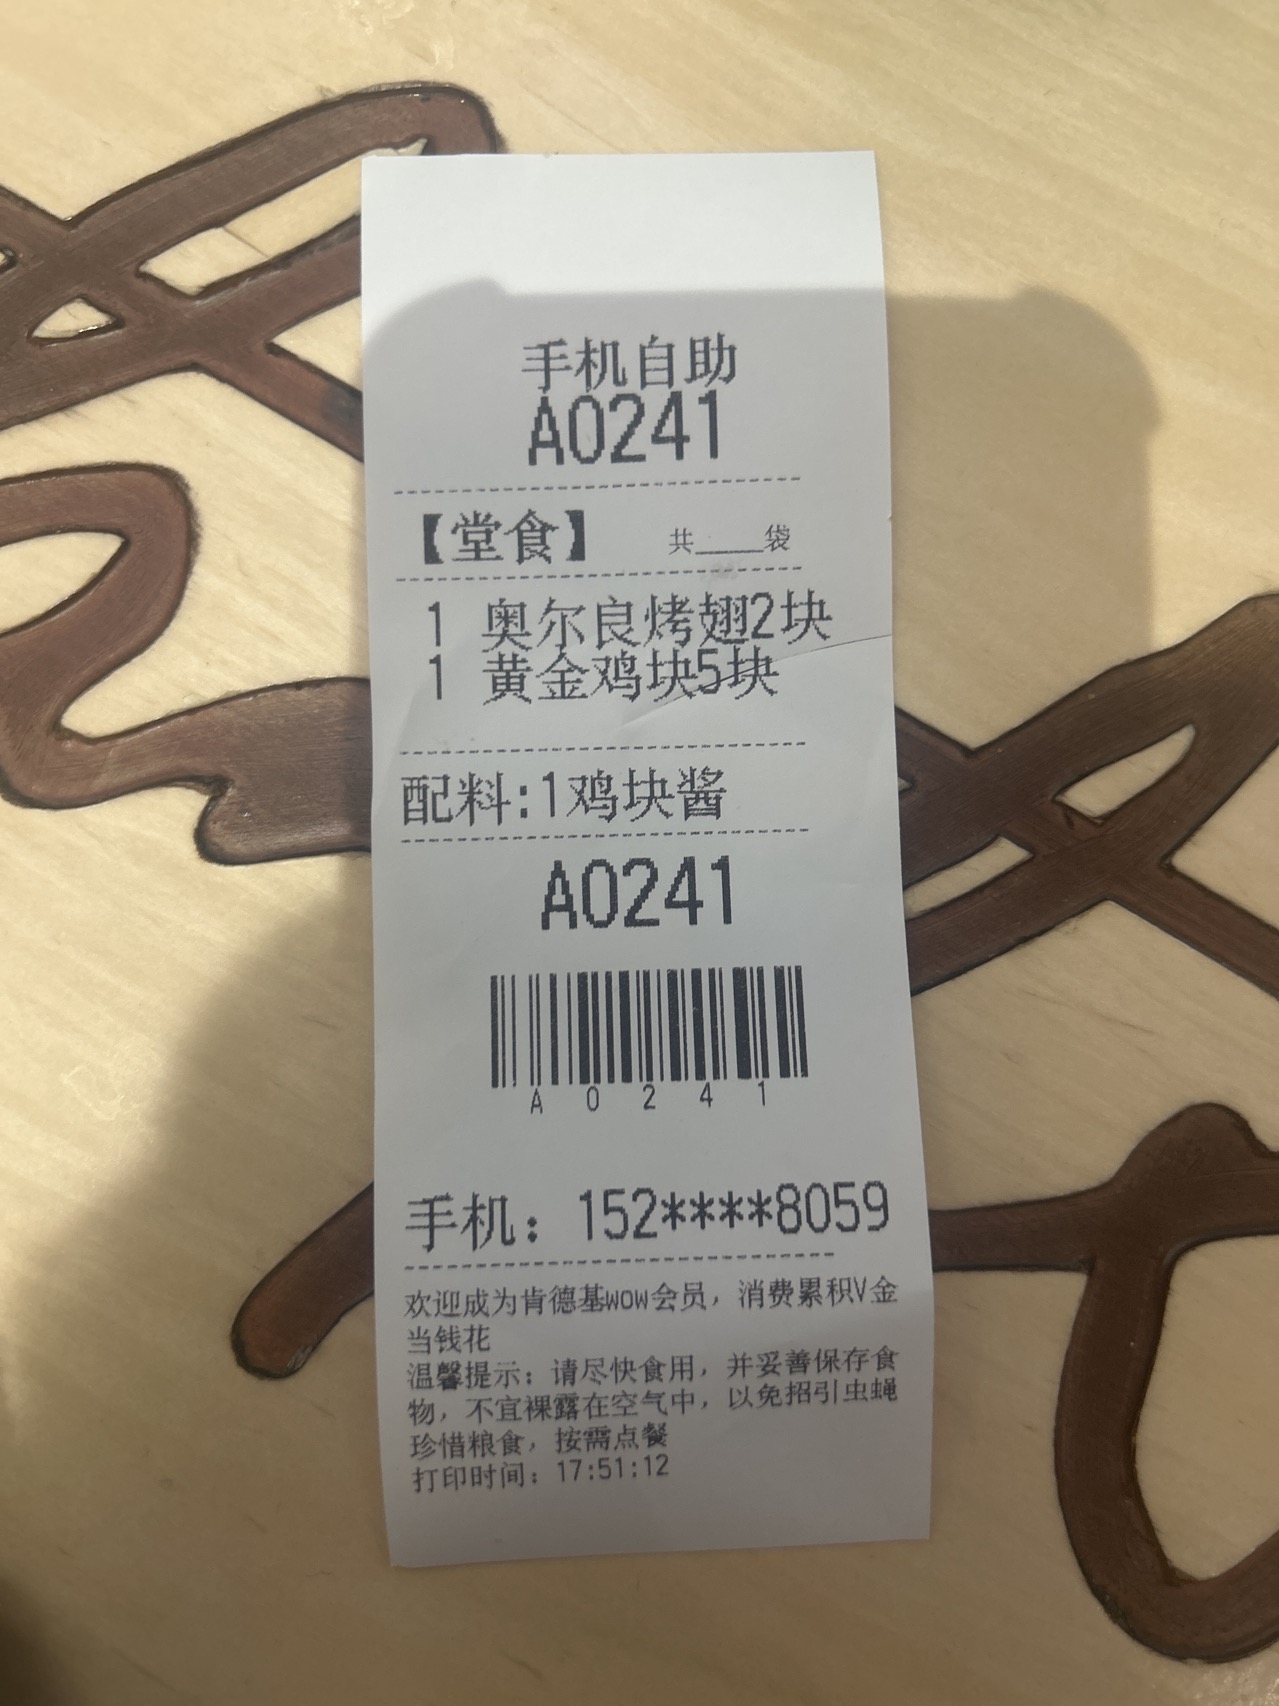 手机自助
A0241
【堂食】 共____袋
1 奥尔良烤翅2块
1 黄金鸡块5块
配料:1鸡块酱
A0241
A 0 2 4 1
手机：152****8059
欢迎成为肯德基wow会员，消费累积V金
当钱花
温馨提示：请尽快食用，并妥善保存食
物，不宜裸露在空气中，以免招引虫蝇
珍惜粮食，按需点餐
打印时间：17:51:12